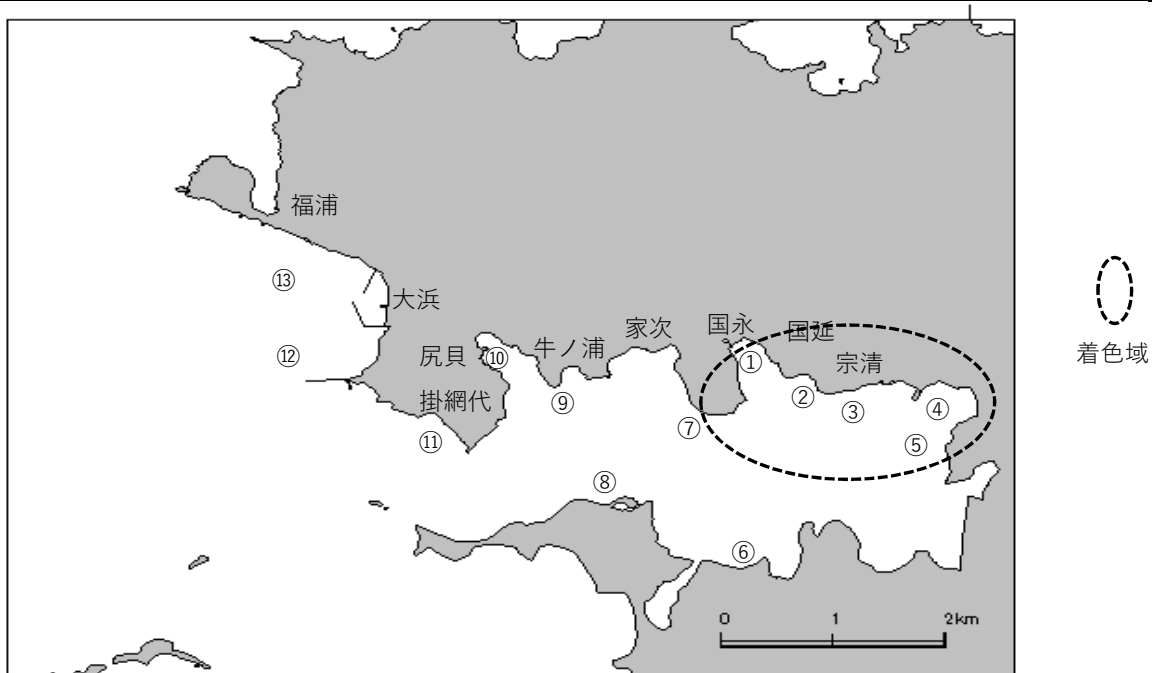 福浦
⑬
大浜
⑫
尻貝
⑩
牛ノ浦
家次
国永
国延
宗清
①
②
③
④
⑤
⑦
⑨
掛網代
⑪
⑧
⑥
0 1 2km
着色域